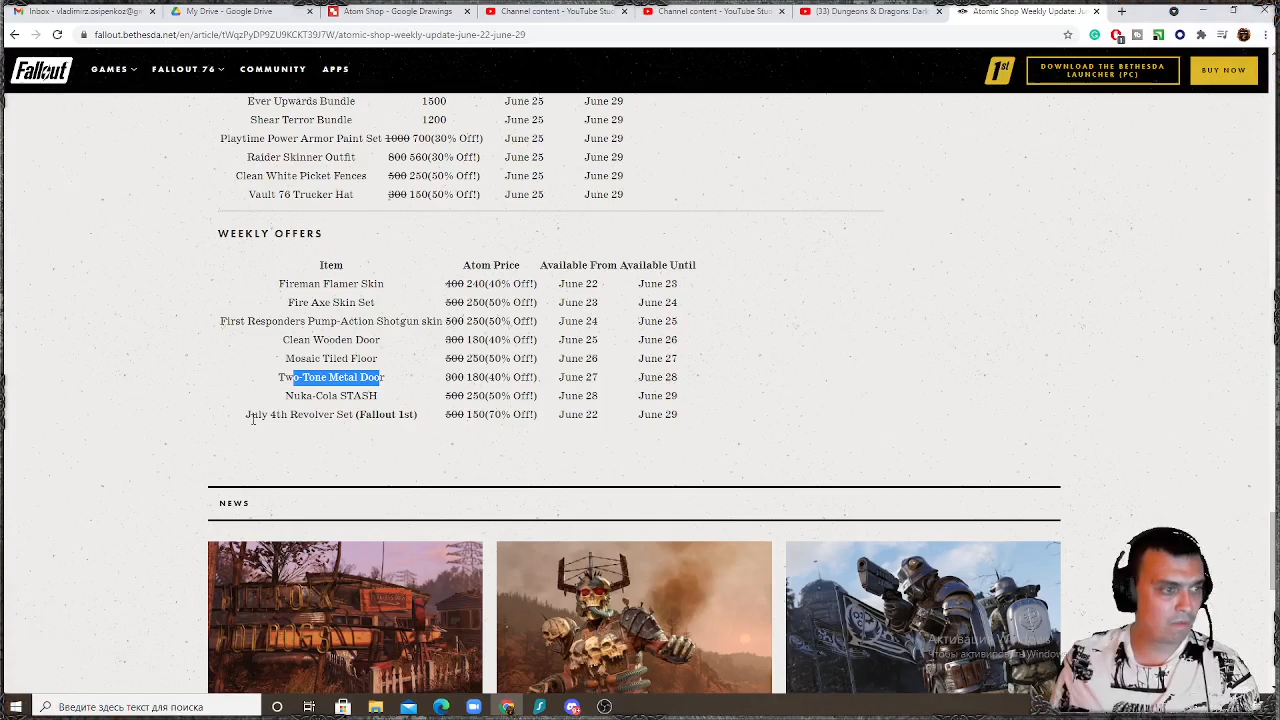 vladimirz.osipenko@gm
My Drive - Google Drive
Atom Shop - Google Drawings
Channel content - YouTube Stu
Channel content - YouTube Stu
(33) Dungeons & Dragons: Dark
Atomic Shop Weekly Update: Ju
fallout.bethesda.net/en/article/tWqzPyDP9ZU9KCKT39J7W/atomic-shop-weekly-update-june-22-june-29
Fallout
GAMES
FALLOUT 76
COMMUNITY
APPS
1st
DOWNLOAD THE BETHESDA
LAUNCHER (PC)
BUY NOW
Ever Upwards Bundle 1500 June 25 June 29
Shear Terror Bundle 1200 June 25 June 29
Playtime Power Armor Paint Set 1000 700(30% Off!) June 25 June 29
Raider Skinner Outfit 800 560(30% Off!) June 25 June 29
Clean White Picket Fences 500 250(50% Off!) June 25 June 29
Vault 76 Trucker Hat 300 150(50% Off!) June 25 June 29
WEEKLY OFFERS
Item Atom Price Available From Available Until
Fireman Flamer Skin 400 240(40% Off!) June 22 June 23
Fire Axe Skin Set 500 250(50% Off!) June 23 June 24
First Responders Pump-Action Shotgun skin 500 250(50% Off!) June 24 June 25
Clean Wooden Door 300 180(40% Off!) June 25 June 26
Mosaic Tiled Floor 500 250(50% Off!) June 26 June 27
Two-Tone Metal Door 300 180(40% Off!) June 27 June 28
Nuka-Cola STASH 500 250(50% Off!) June 28 June 29
July 4th Revolver Set (Fallout 1st) 500 150(70% Off!) June 22 June 29
NEWS
Активация Windows
Чтобы активировать Windows
Введите здесь текст для поиска